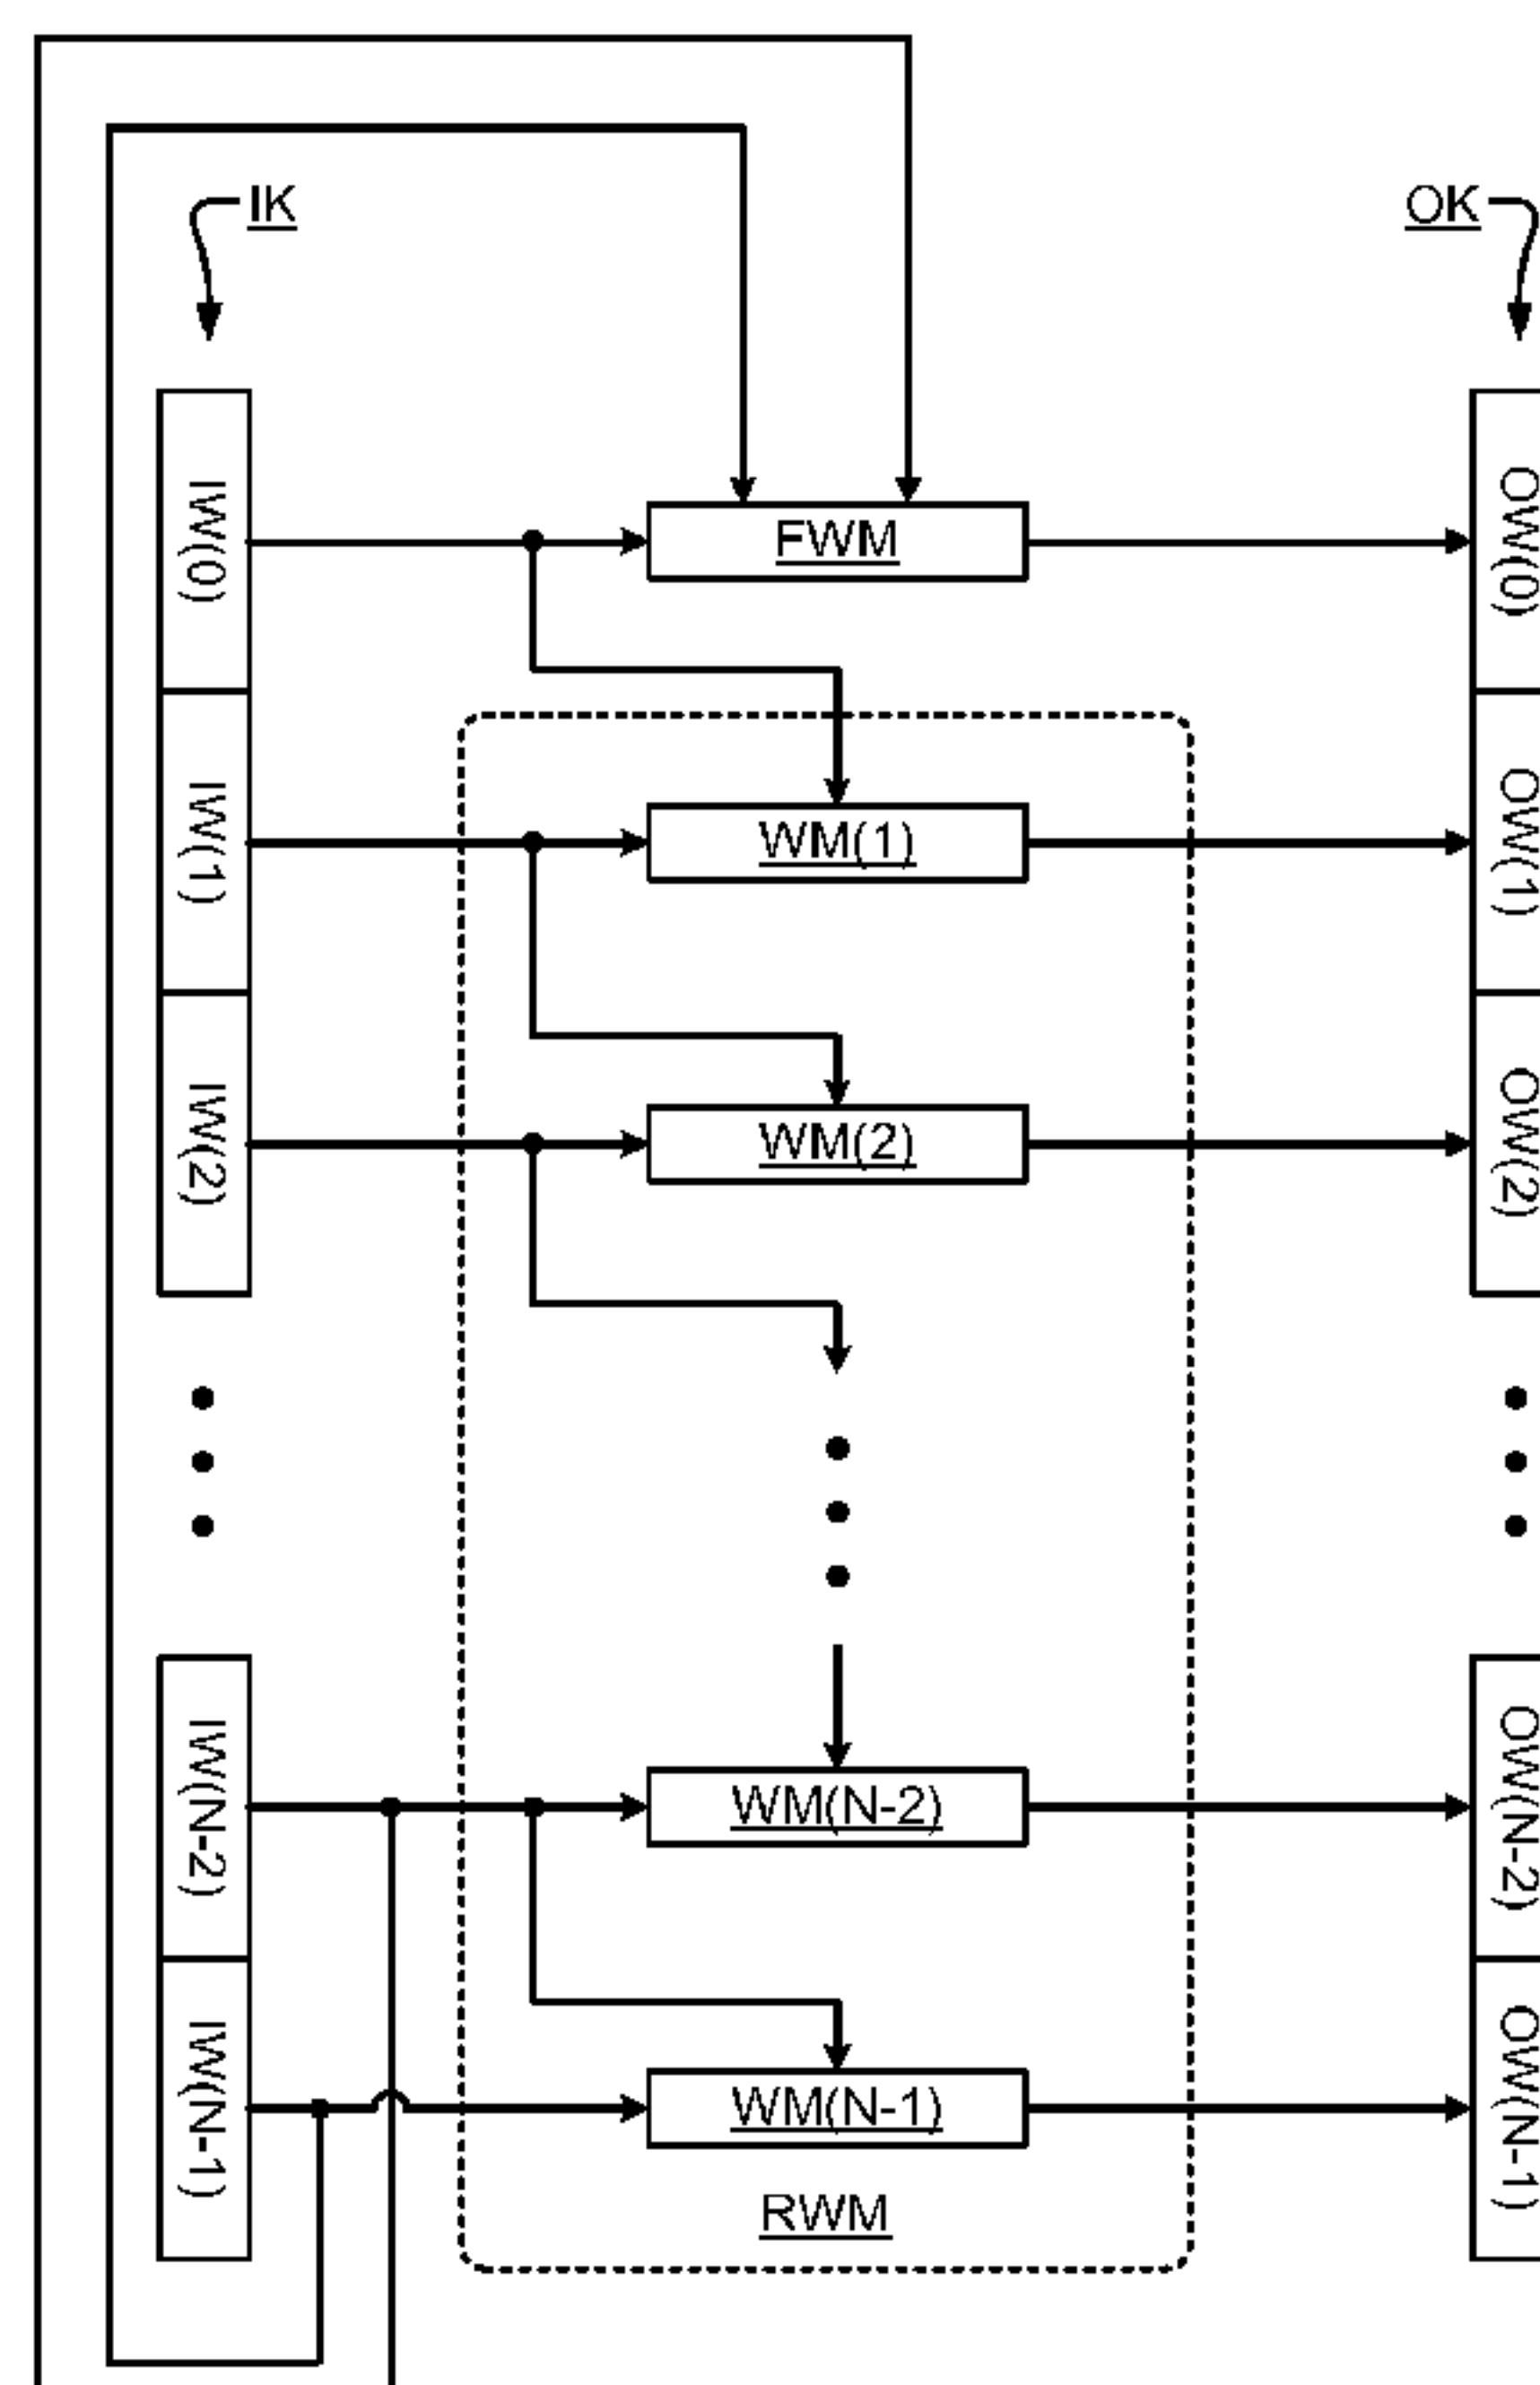 IK
OK
IW(0)
FWM
OW(0)
IW(1)
WM(1)
OW(1)
IW(2)
WM(2)
OW(2)
IW(N-2)
WM(N-2)
OW(N-2)
IW(N-1)
WM(N-1)
OW(N-1)
RWM